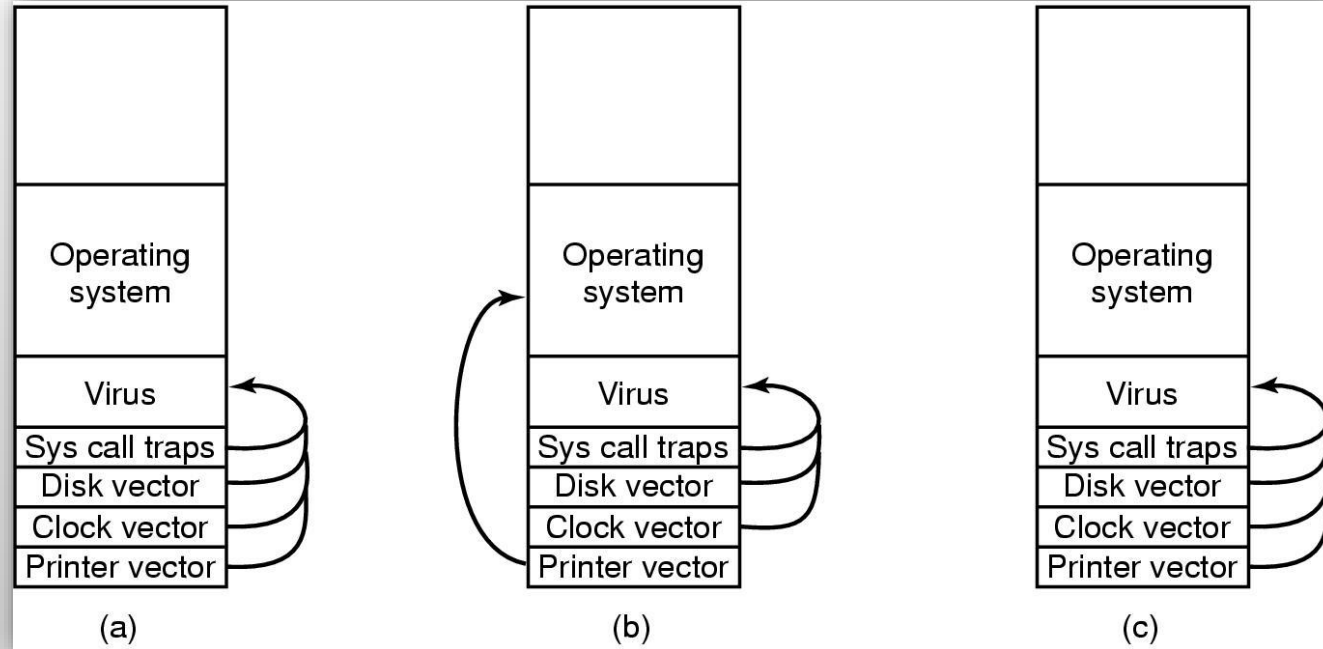 Operating
system
Virus
Sys call traps
Disk vector
Clock vector
Printer vector
(a)
Operating
system
Virus
Sys call traps
Disk vector
Clock vector
Printer vector
(b)
Operating
system
Virus
Sys call traps
Disk vector
Clock vector
Printer vector
(c)